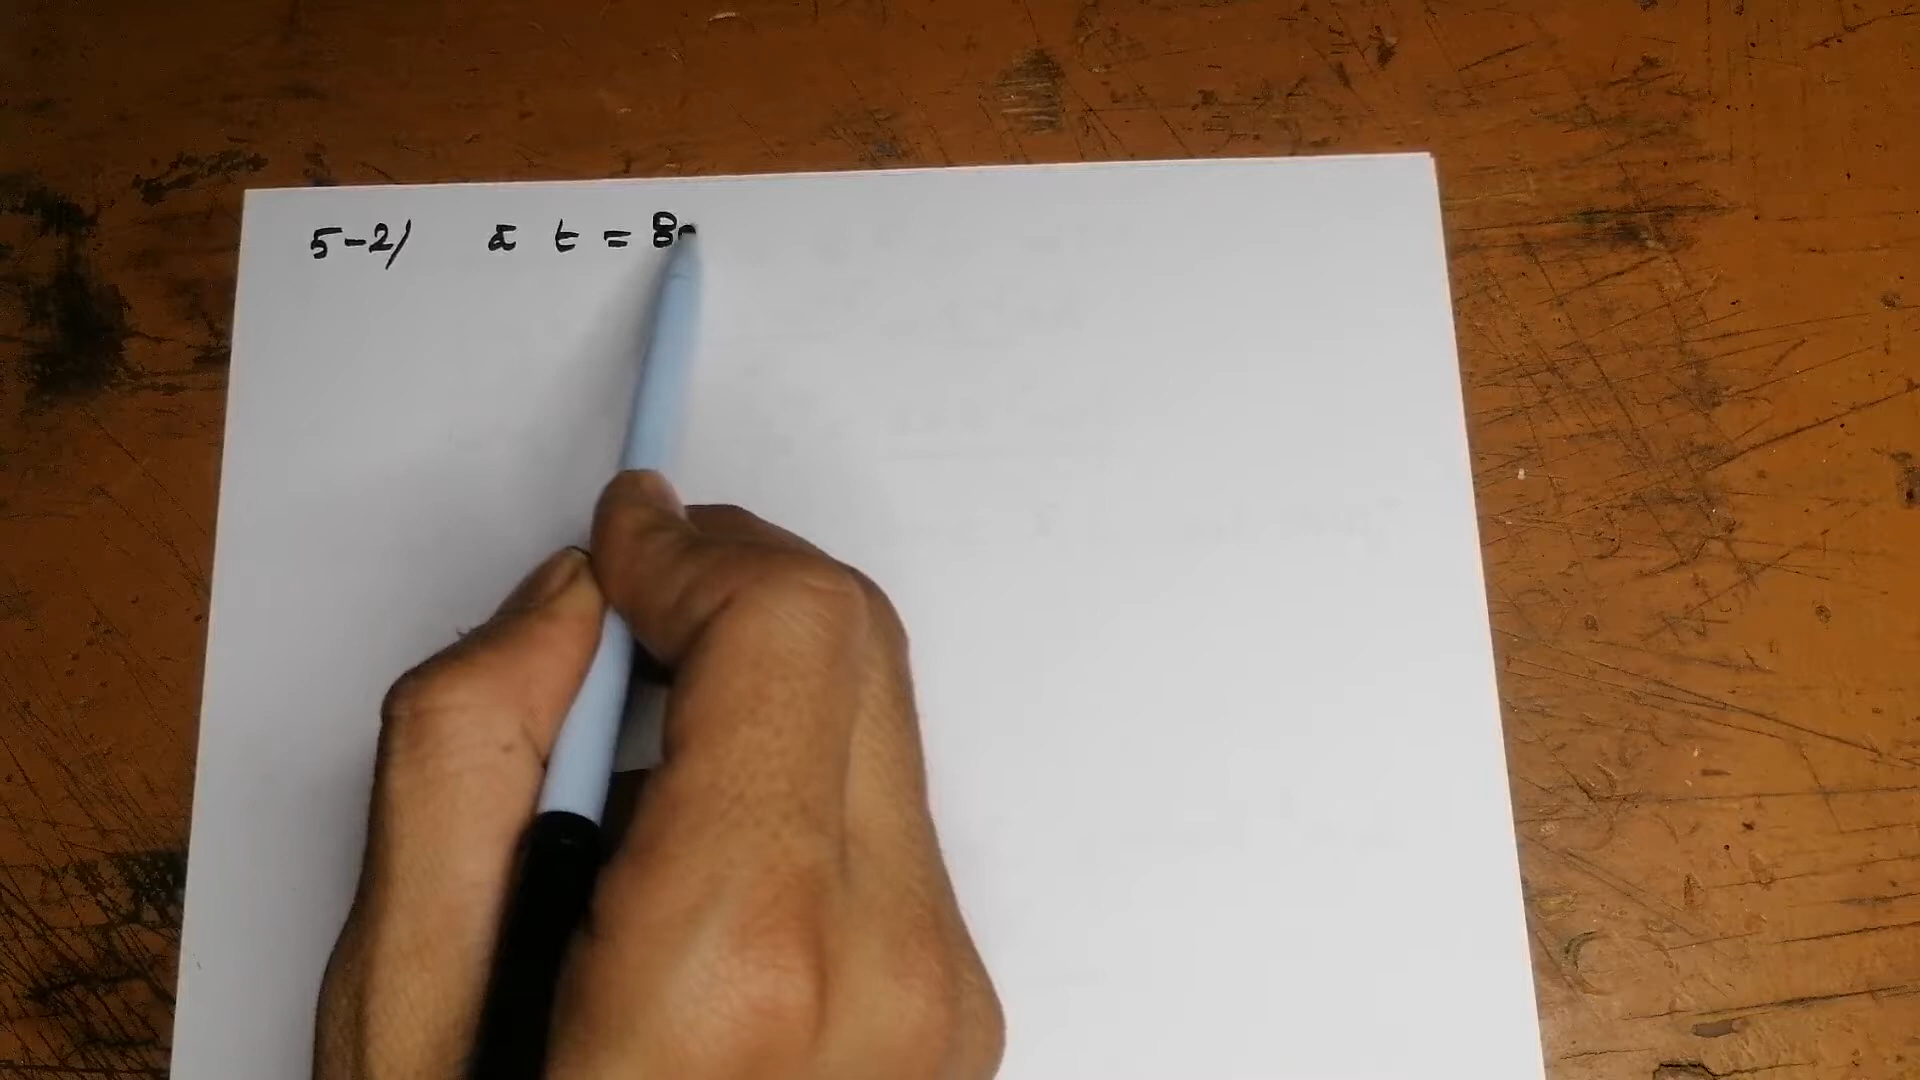 5-2/ à t = 8